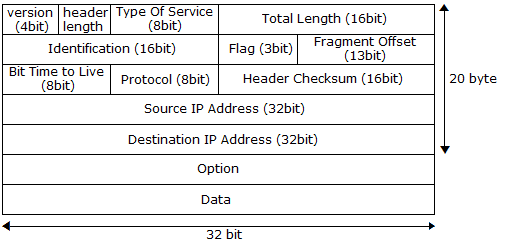 version header Type Of Service Total Length (16bit)
(4bit) length (8bit)
Identification (16bit) Flag (3bit) Fragment Offset
(13bit)
Bit Time to Live Protocol (8bit) Header Checksum (16bit)
(8bit)
20 byte
Source IP Address (32bit)
Destination IP Address (32bit)
Option
Data
32 bit